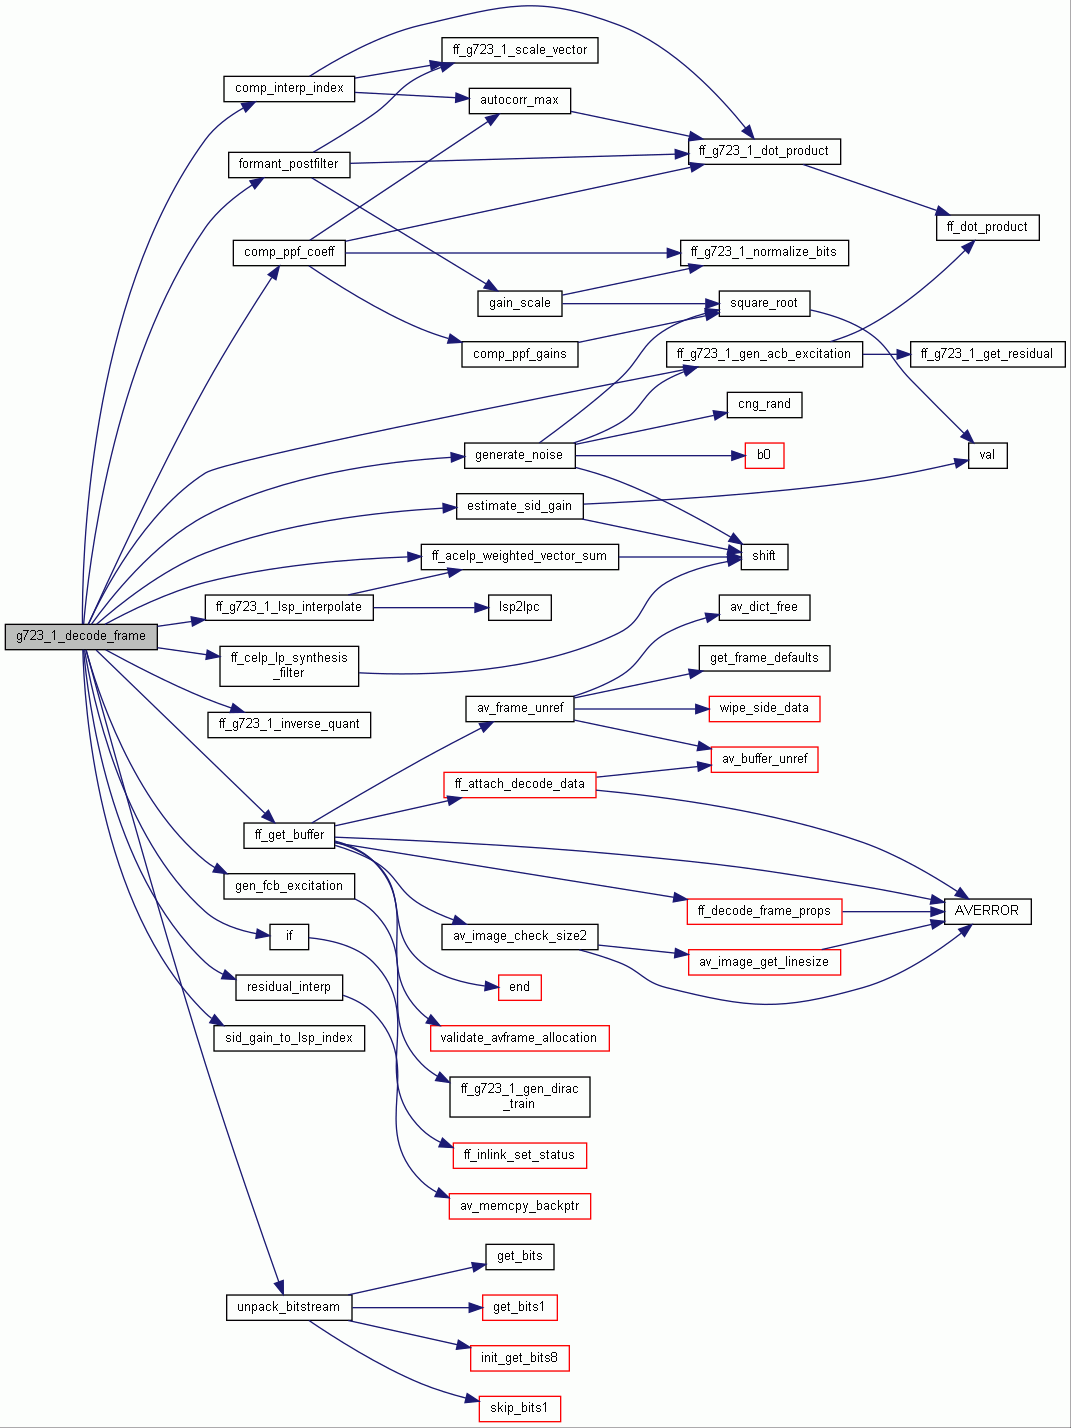 ff_g723_1_scale_vector
comp_interp_index
autocorr_max
ff_g723_1_dot_product
formant_postfilter
ff_dot_product
comp_ppf_coeff
ff_g723_1_normalize_bits
gain_scale
square_root
comp_ppf_gains
ff_g723_1_gen_acb_excitation
ff_g723_1_get_residual
cng_rand
generate_noise
b0
val
estimate_sid_gain
ff_acelp_weighted_vector_sum
shift
ff_g723_1_lsp_interpolate
lsp2lpc
av_dict_free
g723_1_decode_frame
ff_celp_lp_synthesis
_filter
get_frame_defaults
av_frame_unref
wipe_side_data
ff_g723_1_inverse_quant
av_buffer_unref
ff_attach_decode_data
ff_get_buffer
gen_fcb_excitation
ff_decode_frame_props
AVERROR
if
av_image_check_size2
av_image_get_linesize
residual_interp
end
sid_gain_to_lsp_index
validate_avframe_allocation
ff_g723_1_gen_dirac
_train
ff_inlink_set_status
av_memcpy_backptr
get_bits
unpack_bitstream
get_bits1
init_get_bits8
skip_bits1